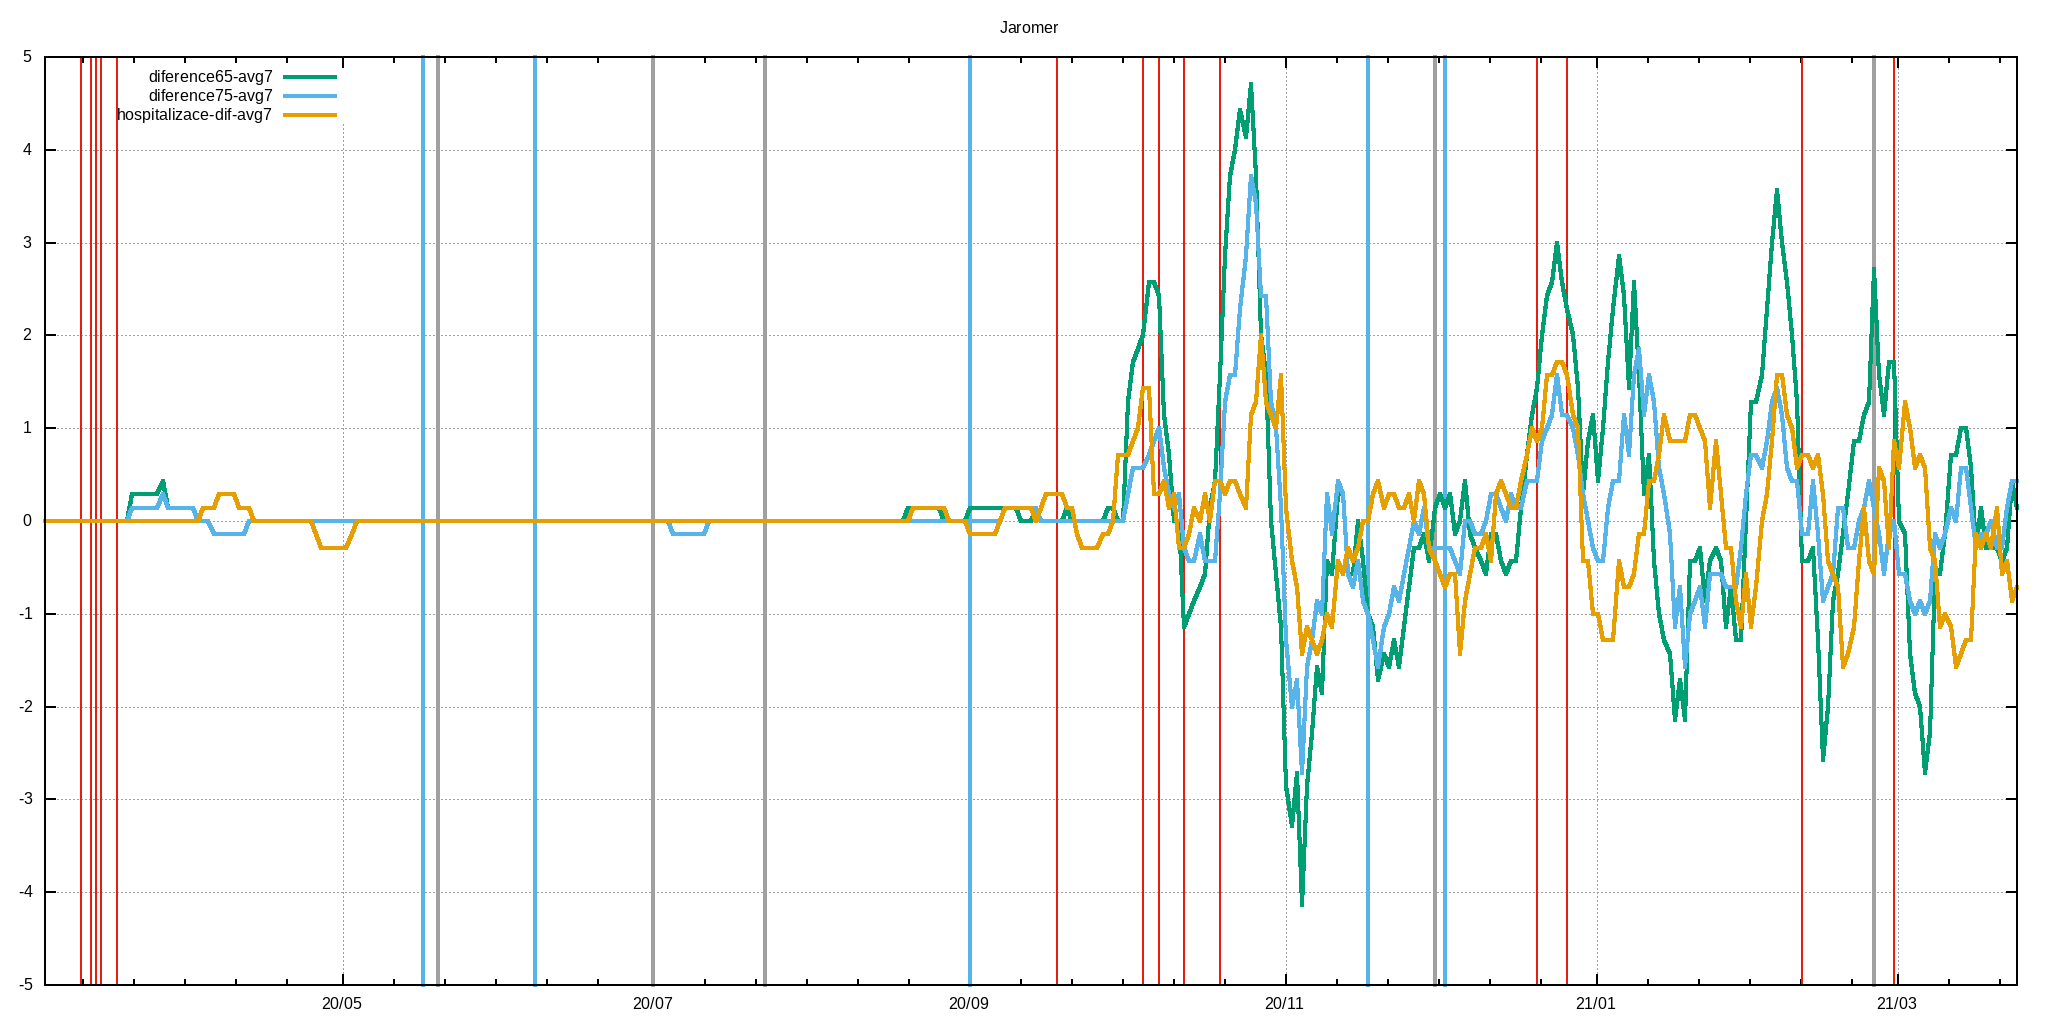 Jaromer
5
diference65-avg7
diference75-avg7
hospitalizace-dif-avg7
4
3
2
1
0
-1
-2
-3
-4
-5
20/05 20/07 20/09 20/11 21/01 21/03